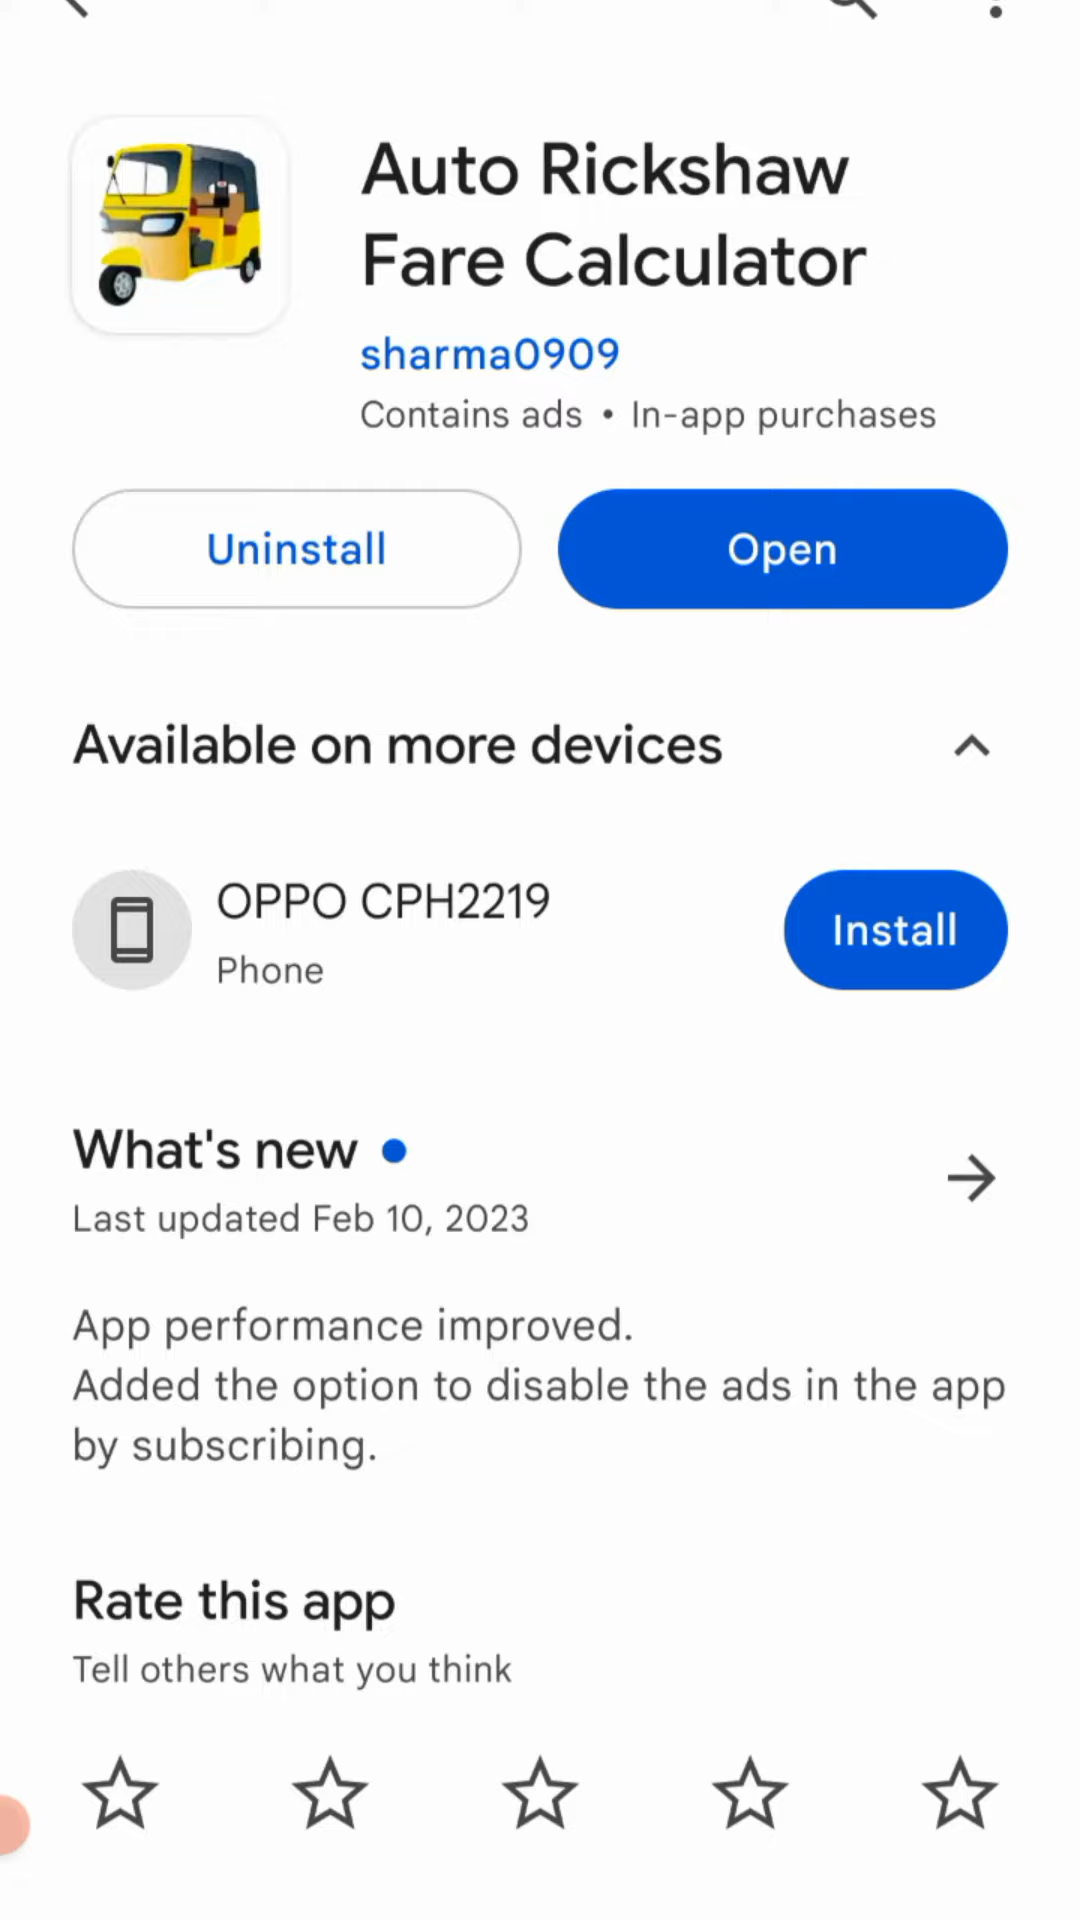 Auto Rickshaw
Fare Calculator
sharma0909
Contains ads • In-app purchases
Uninstall
Open
Available on more devices
OPPO CPH2219
Phone
Install
What's new
Last updated Feb 10, 2023
App performance improved.
Added the option to disable the ads in the app
by subscribing.
Rate this app
Tell others what you think